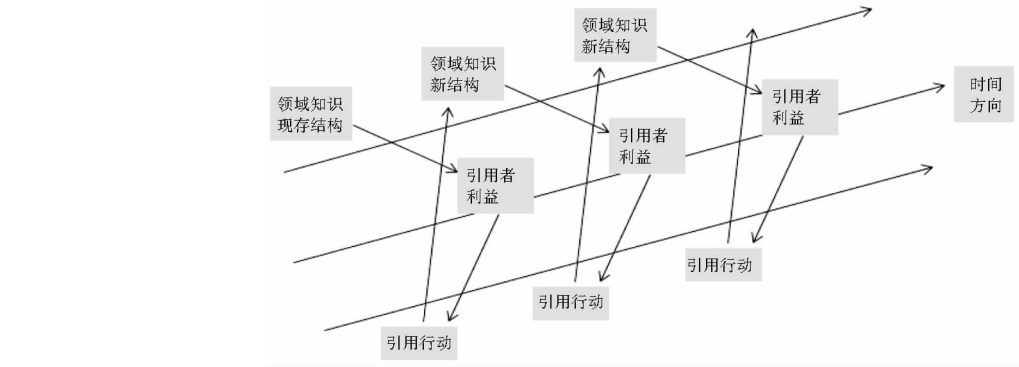 领域知识
新结构
领域知识
新结构
领域知识
现存结构
时间
方向
引用者
利益
引用者
利益
引用者
利益
引用行动
引用行动
引用行动